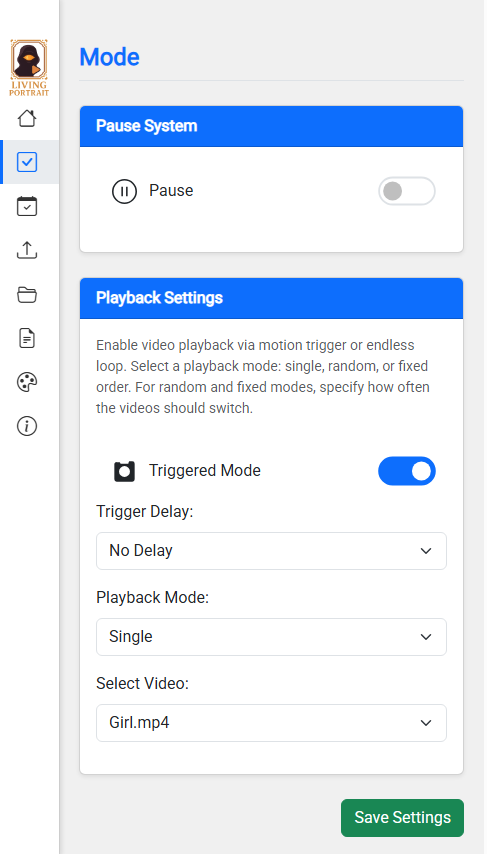 LIVING
PORTRAIT
Mode
Pause System
Pause
Playback Settings
Enable video playback via motion trigger or endless
loop. Select a playback mode: single, random, or fixed
order. For random and fixed modes, specify how often
the videos should switch.
Triggered Mode
Trigger Delay:
No Delay
Playback Mode:
Single
Select Video:
Girl.mp4
Save Settings